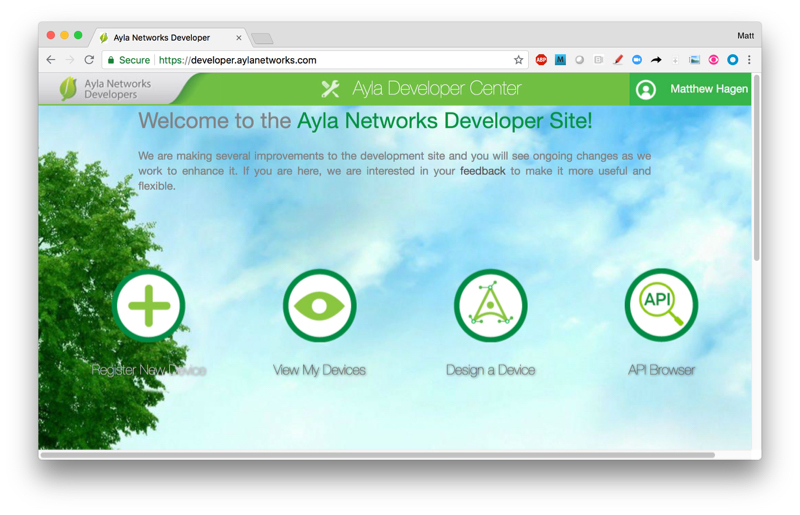 Matt
Ayla Networks Developer
Secure https://developer.aylanetworks.com
ABP
M
Ayla Networks
Developers
Ayla Developer Center
Matthew Hagen
Welcome to the Ayla Networks Developer Site!
We are making several improvements to the development site and you will see ongoing changes as we
work to enhance it. If you are here, we are interested in your feedback to make it more useful and
flexible.
API
Register New Device
View My Devices
Design a Device
API Browser